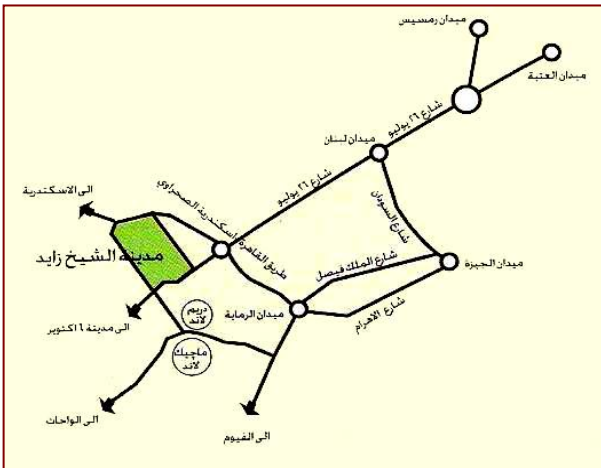 ميدان رمسيس
ميدان العتبة
شارع ٢٦ يوليو
ميدان لبنان
شارع ٢٦ يوليو
شارع السودان
الى الاسكندرية
طريق القاهرة/اسكندرية الصحراوى
مدينة الشيخ زايد
شارع الملك فيصل
ميدان الجيزة
ميدان الرماية
شارع الاهرام
الى مدينة ٦ اكتوبر
دريم
لاند
ماجيك
لاند
الى الواحات
الى الفيوم